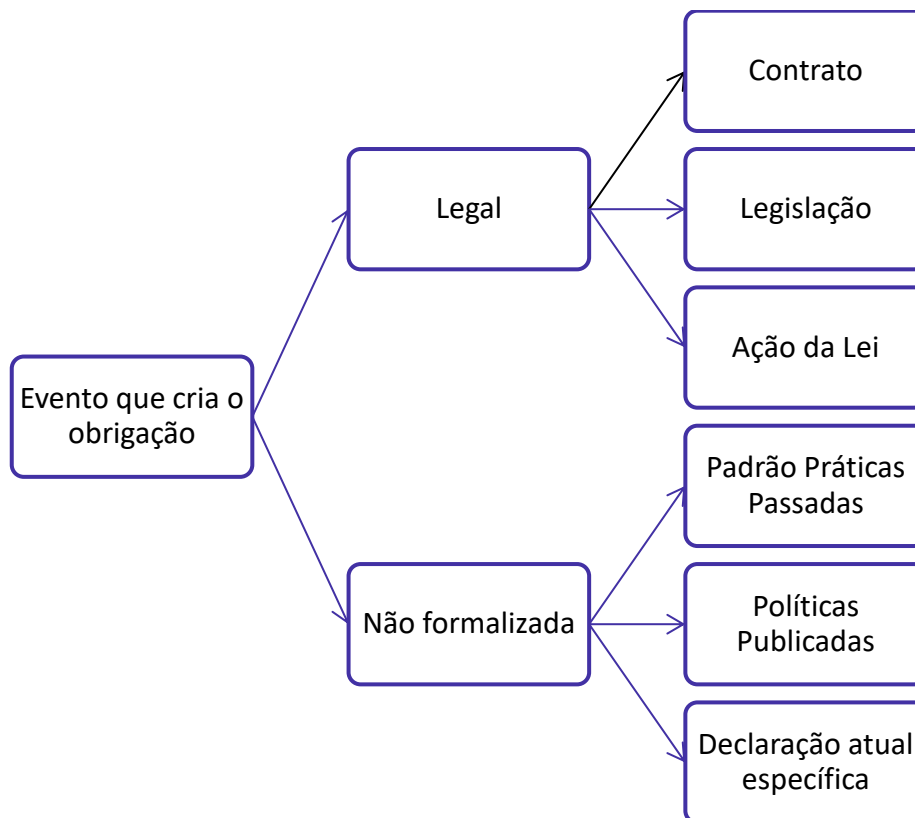 Contrato
Legal
Legislação
Ação da Lei
Evento que cria o
obrigação
Padrão Práticas
Passadas
Não formalizada
Políticas
Publicadas
Declaração atual
específica